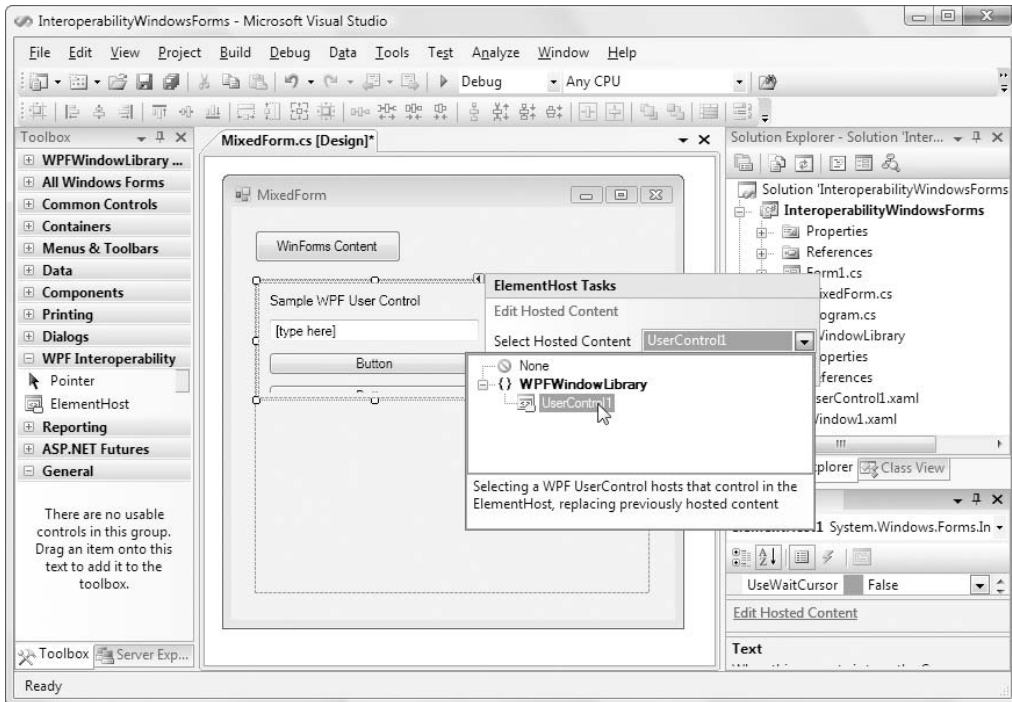 InteroperabilityWindowsForms - Microsoft Visual Studio
File Edit View Project Build Debug Data Tools Test Analyze Window Help
Debug Any CPU
Toolbox
WPFWindowLibrary ...
All Windows Forms
Common Controls
Containers
Menus & Toolbars
Data
Components
Printing
Dialogs
WPF Interoperability
Pointer
ElementHost
Reporting
ASP.NET Futures
General
There are no usable
controls in this group.
Drag an item onto this
text to add it to the
toolbox.
Toolbox Server Exp...
MixedForm.cs [Design]*
MixedForm
WinForms Content
Sample WPF User Control
[type here]
Button
ElementHost Tasks
Edit Hosted Content
Select Hosted Content UserControl1
None
{} WPFWindowLibrary
UserControl1
Selecting a WPF UserControl hosts that control in the
ElementHost, replacing previously hosted content
Solution Explorer - Solution 'Inter...
Solution 'InteroperabilityWindowsForms
InteroperabilityWindowsForms
Properties
References
Form1.cs
ixedForm.cs
ogram.cs
WindowLibrary
operties
ferences
serControl1.xaml
indow1.xaml
plorer Class View
1 System.Windows.Forms.In
UseWaitCursor False
Edit Hosted Content
Text
Ready